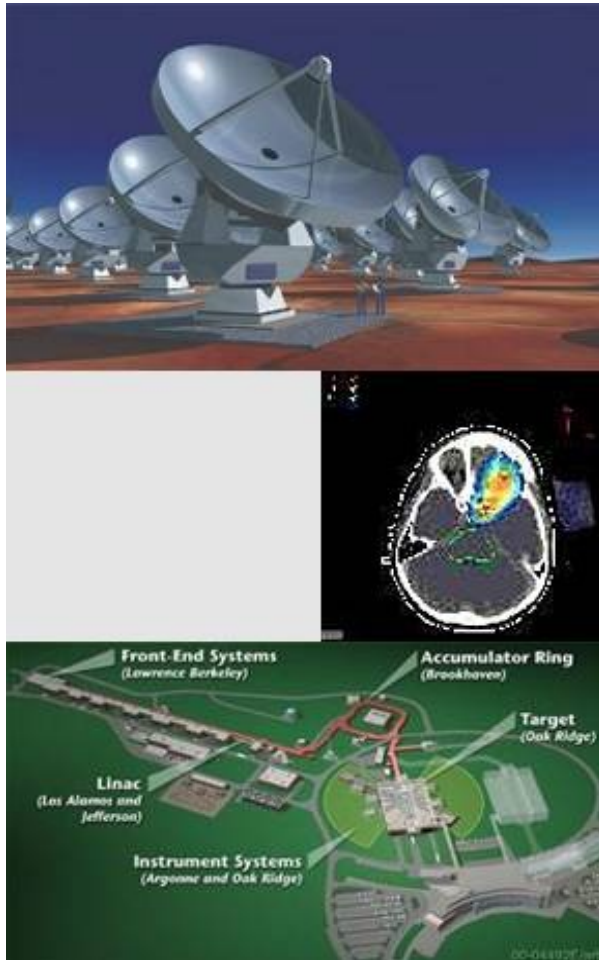 Front-End Systems
(Lawrence Berkeley)
Accumulator Ring
(Brookhaven)
Target
(Oak Ridge)
Linac
(Los Alamos and
Jefferson)
Instrument Systems
(Argonne and Oak Ridge)